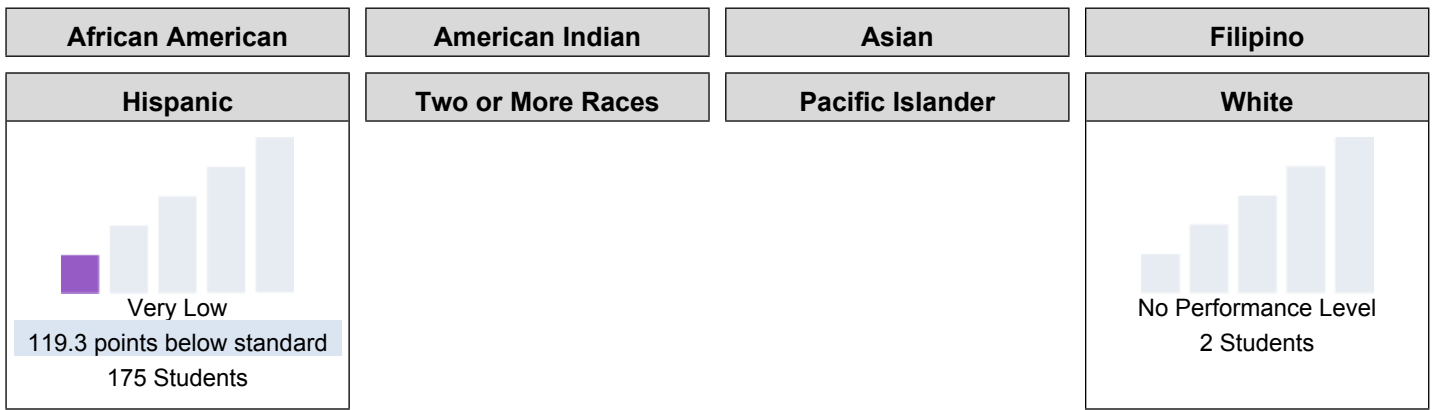 African American
American Indian
Asian
Filipino
Hispanic
Two or More Races
Pacific Islander
White
Very Low
119.3 points below standard
175 Students
No Performance Level
2 Students